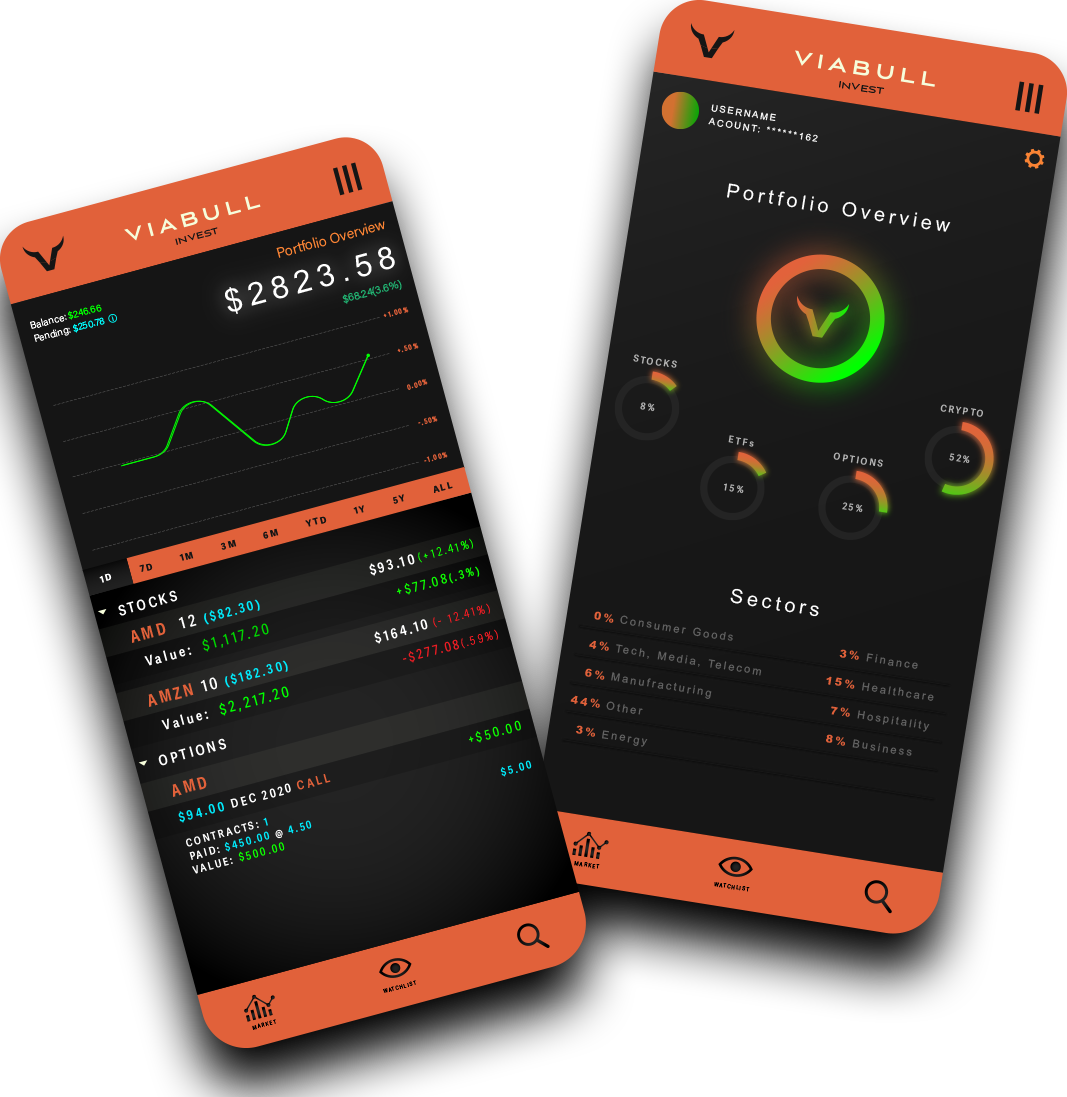 VIABULL
INVEST
Portfolio Overview
$2823.58
$68.24(3.6%)
Balance: $246.66
Pending: $250.78 ⓘ
+1.00%
+.50%
0.00%
-.50%
-1.00%
1D 7D 1M 3M 6M YTD 1Y 5Y ALL
STOCKS
AMD 12 ($82.30) $93.10 (+12.41%)
Value: $1,117.20 +$77.08(.3%)
AMZN 10 ($182.30) $164.10 (- 12.41%)
Value: $2,217.20 -$277.08(.59%)
OPTIONS
AMD +$50.00
$94.00 DEC 2020 CALL $5.00
CONTRACTS: 1
PAID: $450.00 @ 4.50
VALUE: $500.00
MARKET
WATCHLIST
VIABULL
INVEST
USERNAME
ACOUNT: ******162
Portfolio Overview
STOCKS
8%
ETFs
15%
OPTIONS
25%
CRYPTO
52%
Sectors
0% Consumer Goods
4% Tech, Media, Telecom
6% Manufracturing
44% Other
3% Energy
3% Finance
15% Healthcare
7% Hospitality
8% Business
MARKET
WATCHLIST